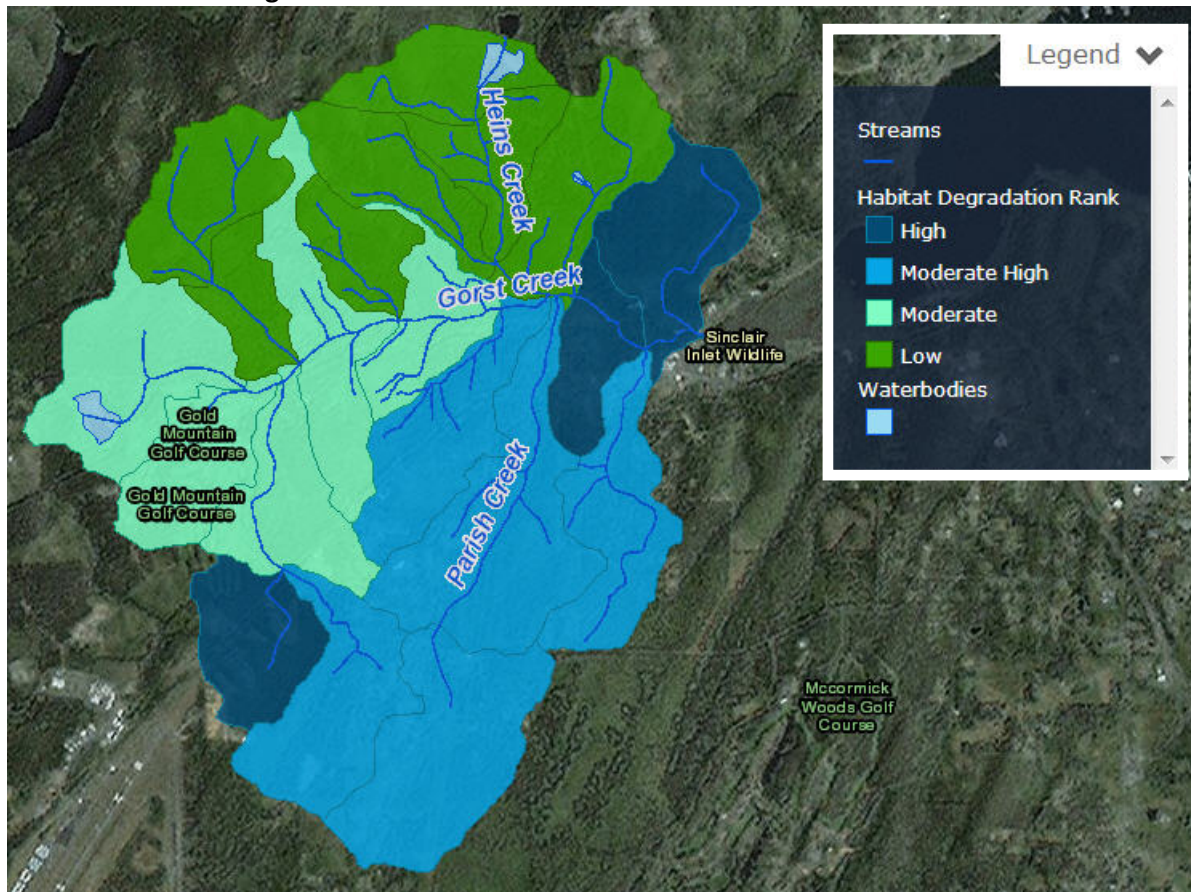 Legend
Streams
Habitat Degradation Rank
High
Moderate High
Moderate
Low
Waterbodies
Heins Creek
Gorst Creek
Sinclair
Inlet Wildlife
Gold
Mountain
Golf Course
Gold Mountain
Golf Course
Parish Creek
Mccormick
Woods Golf
Course